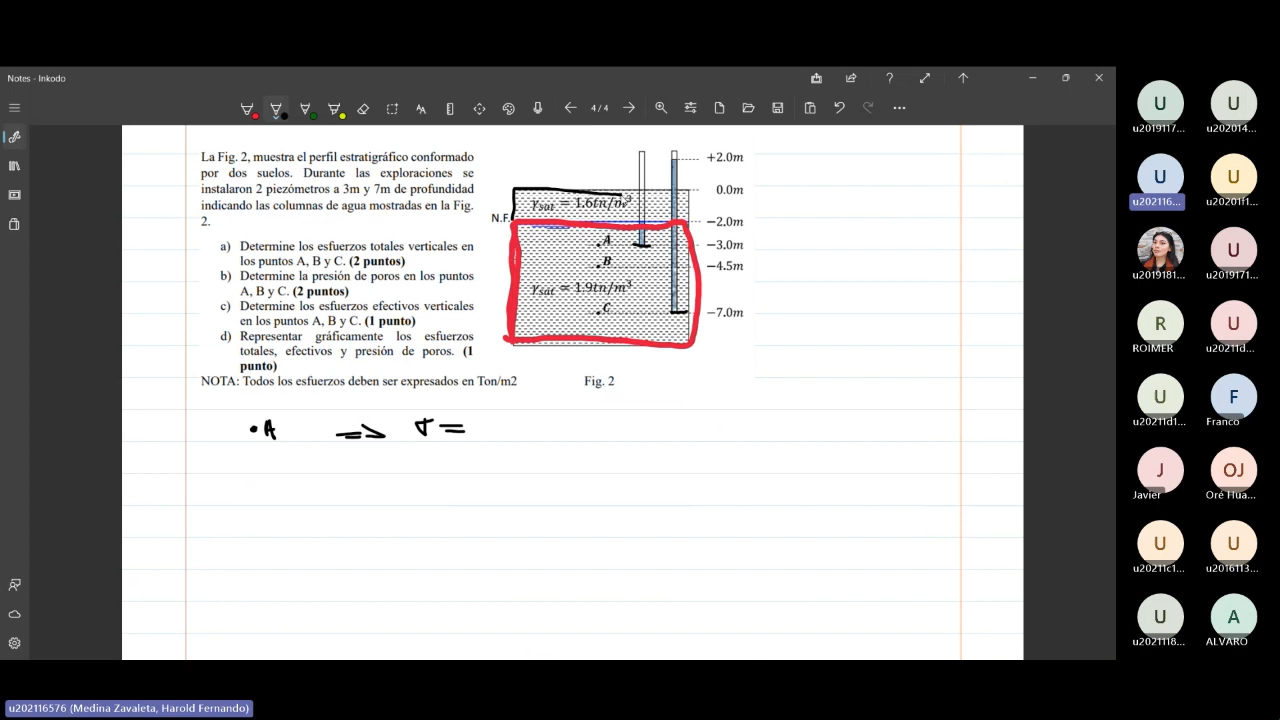 Notes - Inkodo
4 / 4
La Fig. 2, muestra el perfil estratigráfico conformado
por dos suelos. Durante las exploraciones se
instalaron 2 piezómetros a 3m y 7m de profundidad
indicando las columnas de agua mostradas en la Fig.
2.
a) Determine los esfuerzos totales verticales en
los puntos A, B y C. (2 puntos)
b) Determine la presión de poros en los puntos
A, B y C. (2 puntos)
c) Determine los esfuerzos efectivos verticales
en los puntos A, B y C. (1 punto)
d) Representar gráficamente los esfuerzos
totales, efectivos y presión de poros. (1
punto)
NOTA: Todos los esfuerzos deben ser expresados en Ton/m2
+2.0m
0.0m
γsat = 1.6tn/m³
N.F.
−2.0m
A
−3.0m
B
−4.5m
γsat = 1.9tn/m³
C
−7.0m
Fig. 2
• A ⇒ σ =
U
u2019117...
U
u202014...
U
u202116...
U
u20201f1...
u2019181...
U
u2019171...
R
ROIMER
U
u20211d...
U
u20211d1...
F
Franco
J
Javier
OJ
Oré Hua...
U
u20211c1...
U
u2016113...
U
u2021118...
A
ALVARO
u202116576 (Medina Zavaleta, Harold Fernando)